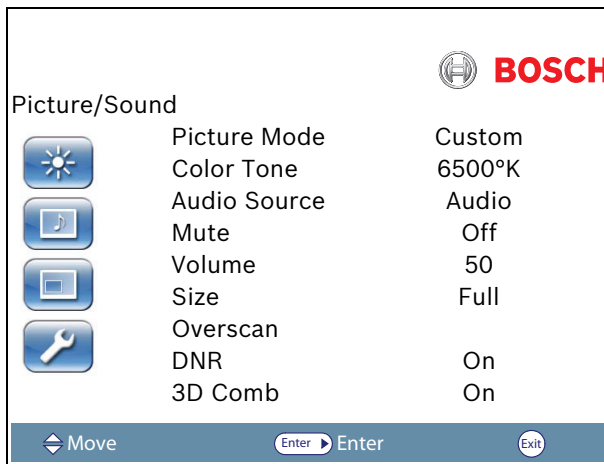 BOSCH
Picture/Sound
Picture Mode Custom
Color Tone 6500°K
Audio Source Audio
Mute Off
Volume 50
Size Full
Overscan
DNR On
3D Comb On
Move Enter Enter Exit